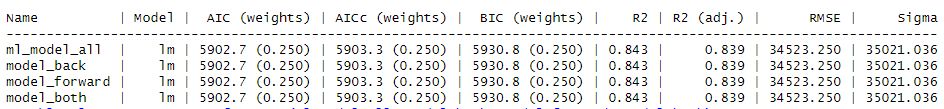 Name | Model | AIC (weights) | AICc (weights) | BIC (weights) | R2 | R2 (adj.) | RMSE | Sigma
ml_model_all | lm | 5902.7 (0.250) | 5903.3 (0.250) | 5930.8 (0.250) | 0.843 | 0.839 | 34523.250 | 35021.036
model_back | lm | 5902.7 (0.250) | 5903.3 (0.250) | 5930.8 (0.250) | 0.843 | 0.839 | 34523.250 | 35021.036
model_forward | lm | 5902.7 (0.250) | 5903.3 (0.250) | 5930.8 (0.250) | 0.843 | 0.839 | 34523.250 | 35021.036
model_both | lm | 5902.7 (0.250) | 5903.3 (0.250) | 5930.8 (0.250) | 0.843 | 0.839 | 34523.250 | 35021.036